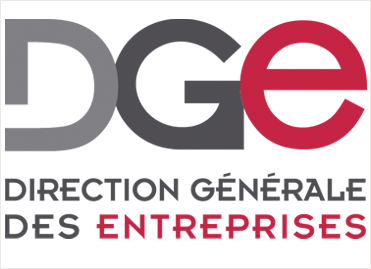 DGe
DIRECTION GÉNÉRALE
DES ENTREPRISES